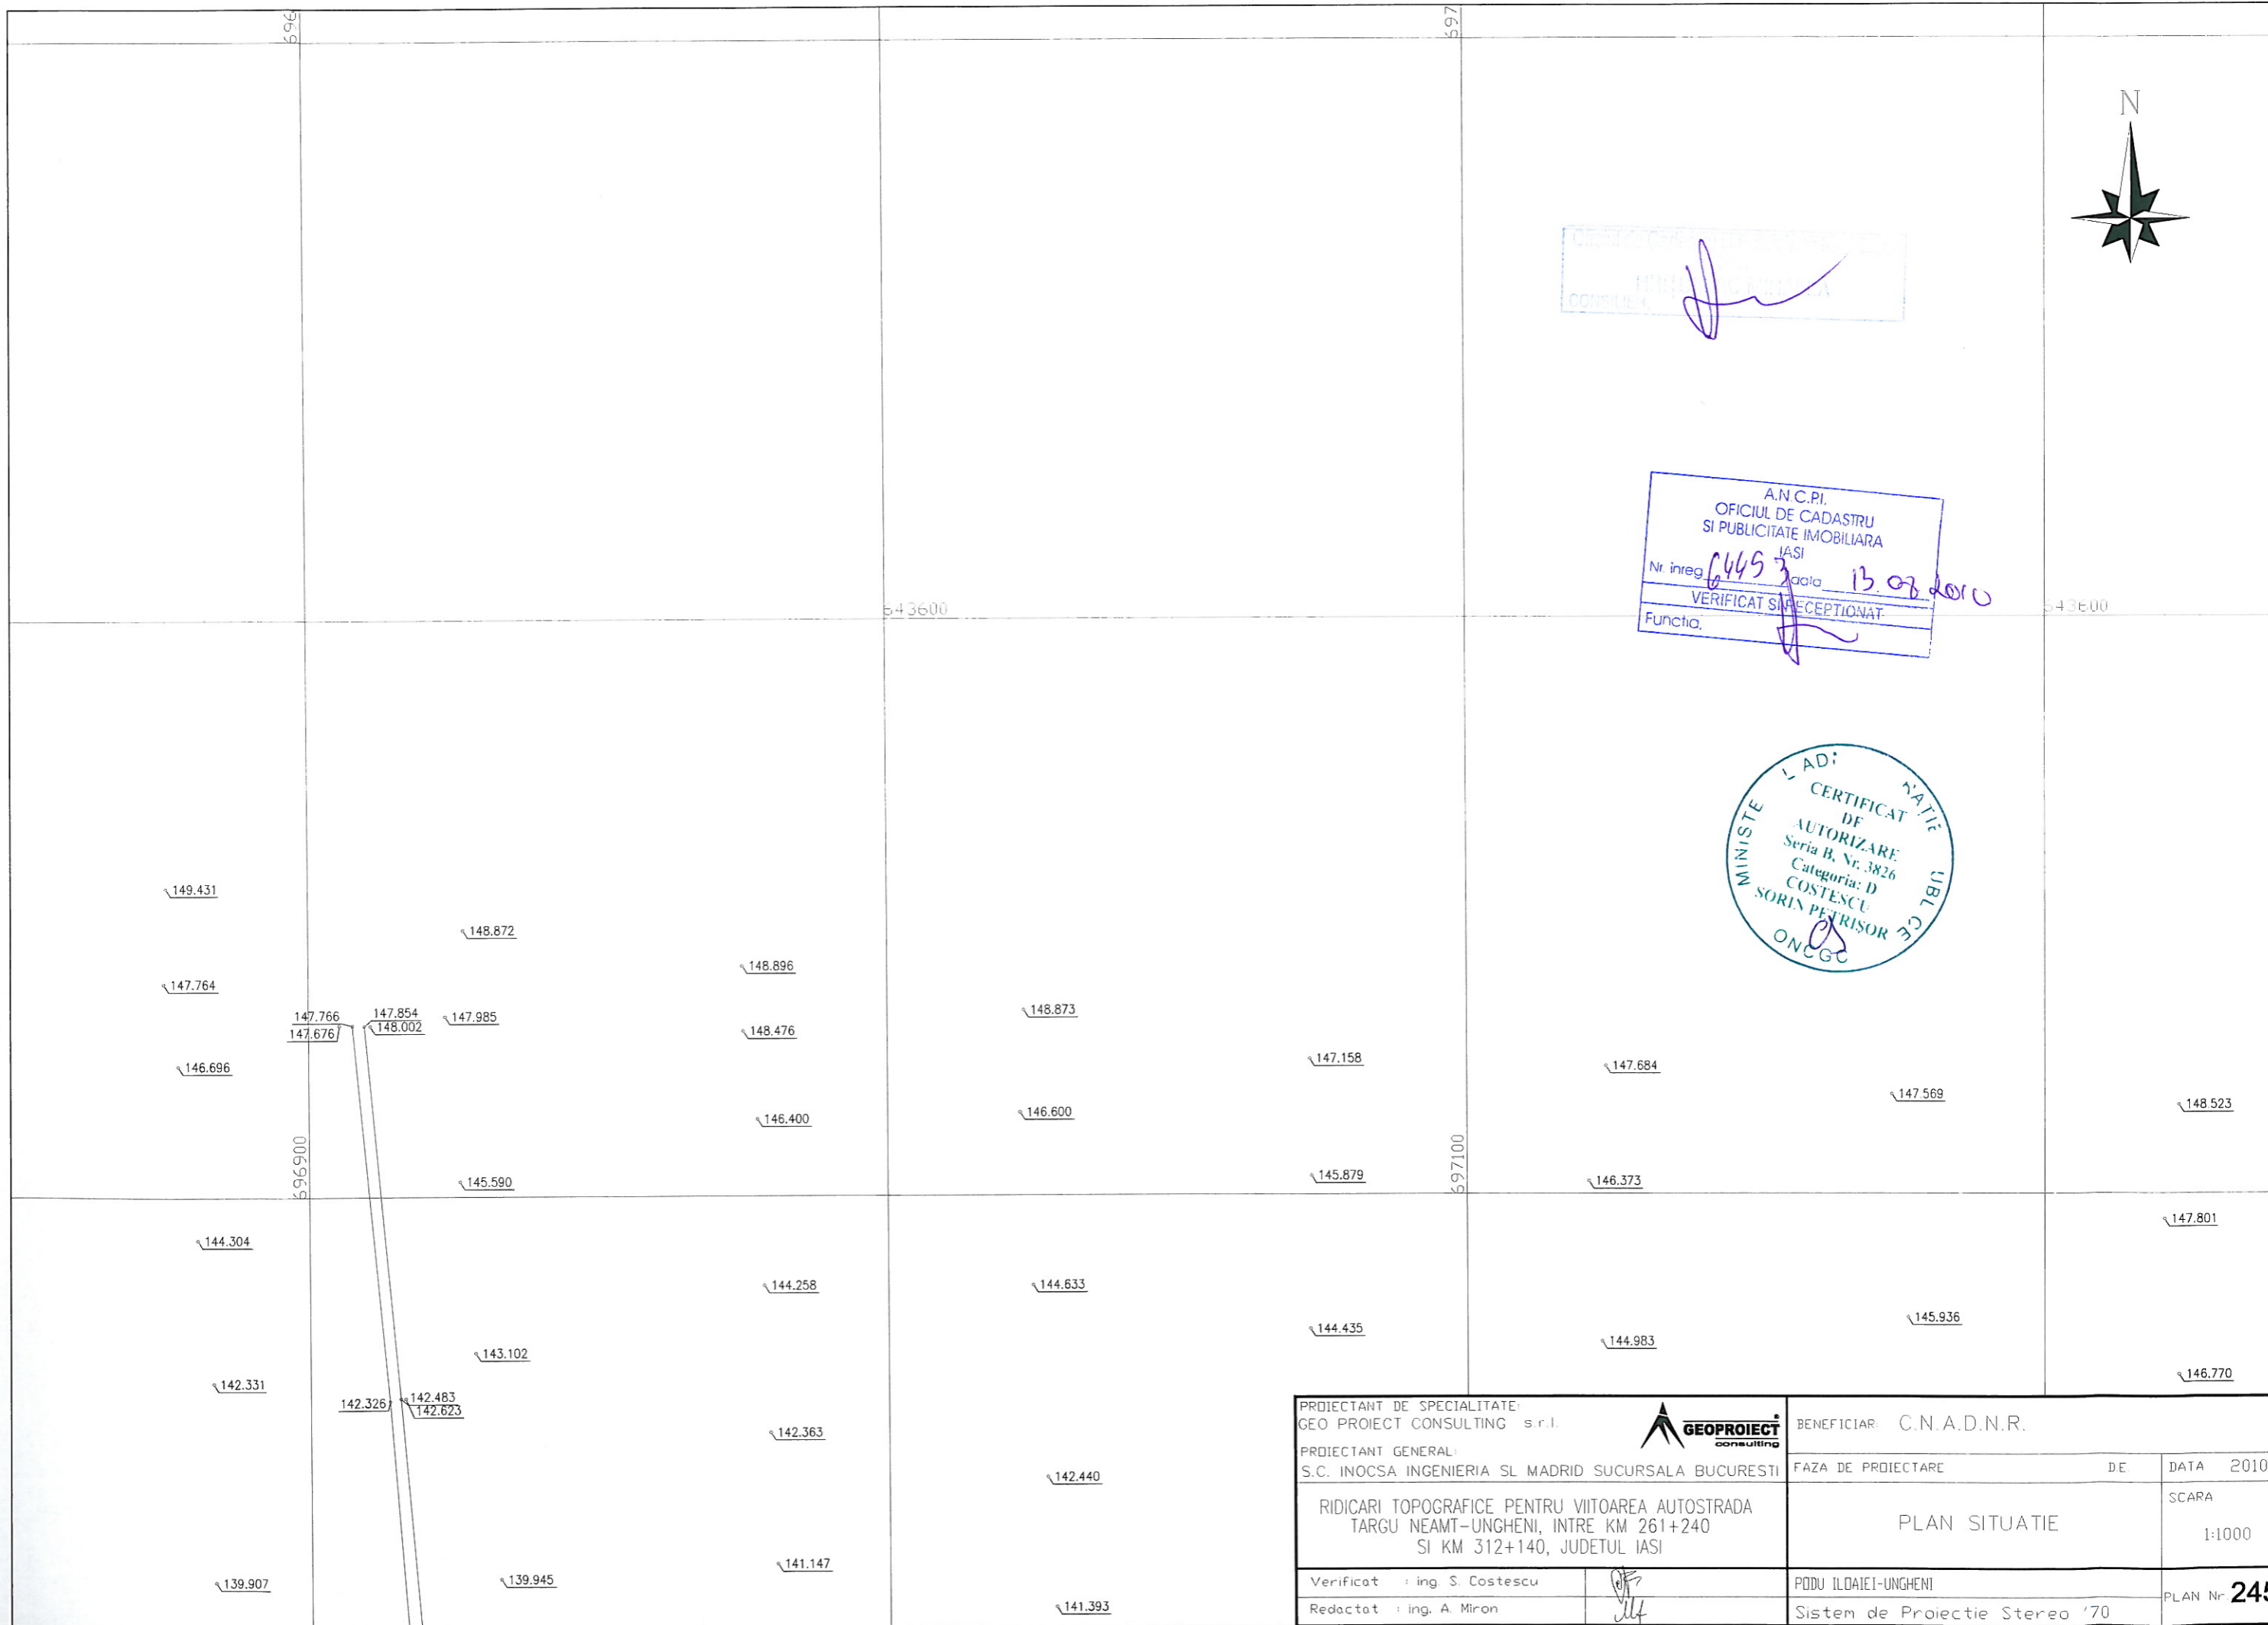 696
697
N
CONSILIER
A.N.C.P.I.
OFICIUL DE CADASTRU
SI PUBLICITATE IMOBILIARA
IASI
Nr. inreg 64453 data 13.08.2010
VERIFICAT SI RECEPTIONAT
Functia.
643600
643600
MINISTE
CERTIFICAT
DE
AUTORIZARE
Seria B, Nr. 3826
Categoria: D
COSTESCU
SORIN PETRIȘOR
ONCGC
149.431
148.872
148.896
147.764
148.873
147.766
147.854
147.985
147.676
148.002
148.476
147.158
147.684
146.696
147.569
148.523
146.400
146.600
696900
697100
145.590
145.879
146.373
147.801
144.304
144.258
144.633
145.936
144.435
144.983
143.102
146.770
142.331
142.326
142.483
142.623
142.363
142.440
141.147
139.907
139.945
141.393
PROIECTANT DE SPECIALITATE:
GEO PROIECT CONSULTING s.r.l.
GEOPROIECT
consulting
PROIECTANT GENERAL:
S.C. INOCSA INGENIERIA SL MADRID SUCURSALA BUCURESTI
BENEFICIAR: C.N.A.D.N.R.
FAZA DE PROIECTARE D.E.
DATA 2010
RIDICARI TOPOGRAFICE PENTRU VIITOAREA AUTOSTRADA
TARGU NEAMT-UNGHENI, INTRE KM 261+240
SI KM 312+140, JUDETUL IASI
PLAN SITUATIE
SCARA
1:1000
Verificat : ing. S. Costescu
Redactat : ing. A. Miron
PODU ILOAIEI-UNGHENI
Sistem de Proiectie Stereo '70
PLAN Nr 245